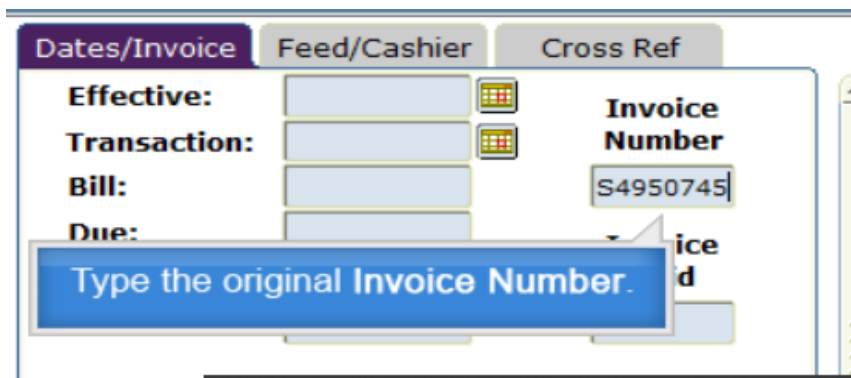 Dates/Invoice Feed/Cashier Cross Ref
Effective:
Transaction:
Bill:
Due:
Invoice
Number
S4950745
Type the original Invoice Number.